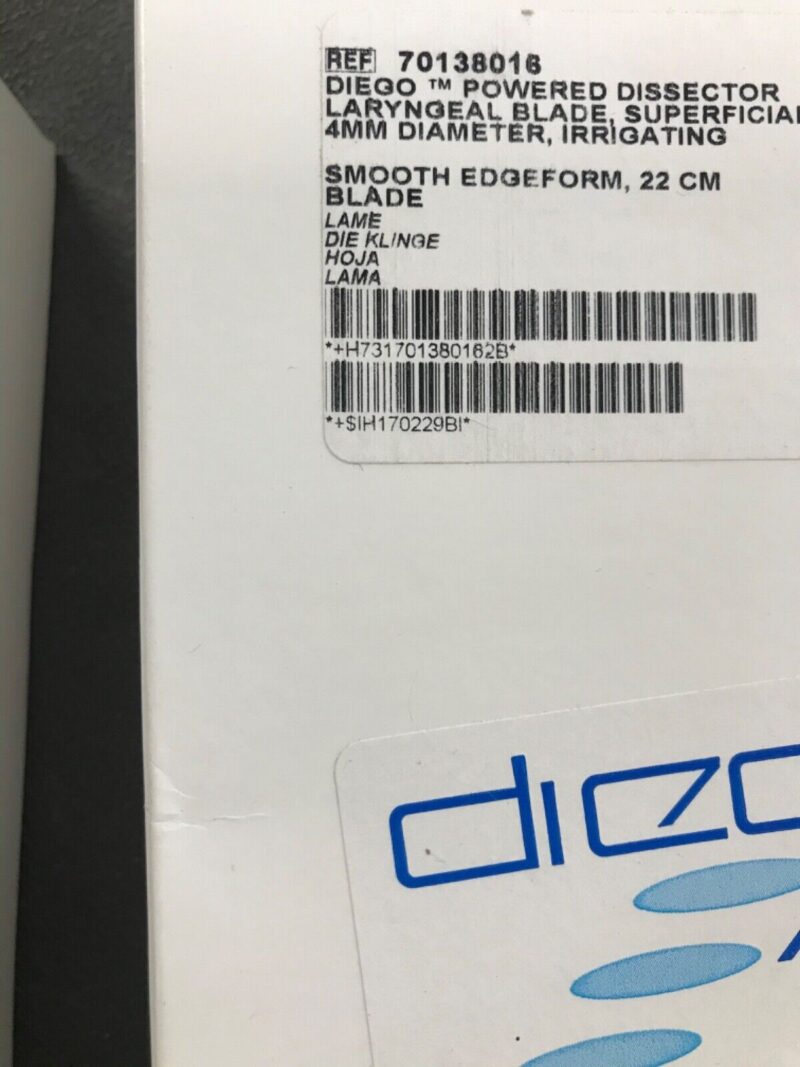 REF 70138016
DIEGO ™ POWERED DISSECTOR
LARYNGEAL BLADE, SUPERFICIAL
4MM DIAMETER, IRRIGATING
SMOOTH EDGEFORM, 22 CM
BLADE
LAME
DIE KLINGE
HOJA
LAMA
*+H731701380162B*
*+$IH170229BI*
die